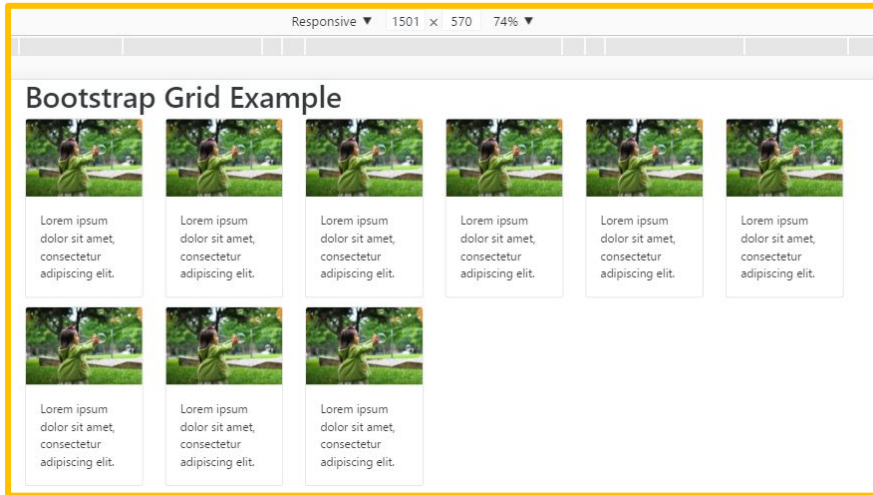 Responsive ▼ 1501 × 570 74% ▼
Bootstrap Grid Example
Lorem ipsum
dolor sit amet,
consectetur
adipiscing elit.
Lorem ipsum
dolor sit amet,
consectetur
adipiscing elit.
Lorem ipsum
dolor sit amet,
consectetur
adipiscing elit.
Lorem ipsum
dolor sit amet,
consectetur
adipiscing elit.
Lorem ipsum
dolor sit amet,
consectetur
adipiscing elit.
Lorem ipsum
dolor sit amet,
consectetur
adipiscing elit.
Lorem ipsum
dolor sit amet,
consectetur
adipiscing elit.
Lorem ipsum
dolor sit amet,
consectetur
adipiscing elit.
Lorem ipsum
dolor sit amet,
consectetur
adipiscing elit.